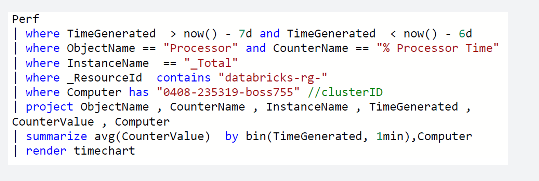 Perf
| where TimeGenerated > now() - 7d and TimeGenerated < now() - 6d
| where ObjectName == "Processor" and CounterName == "% Processor Time"
| where InstanceName == "_Total"
| where _ResourceId contains "databricks-rg-"
| where Computer has "0408-235319-boss755" //clusterID
| project ObjectName , CounterName , InstanceName , TimeGenerated ,
CounterValue , Computer
| summarize avg(CounterValue) by bin(TimeGenerated, 1min),Computer
| render timechart